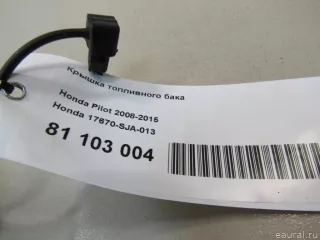 Крышка топливного бака
Honda Pilot 2008-2015
Honda 17670-SJA-013
81 103 004
eaural.ru